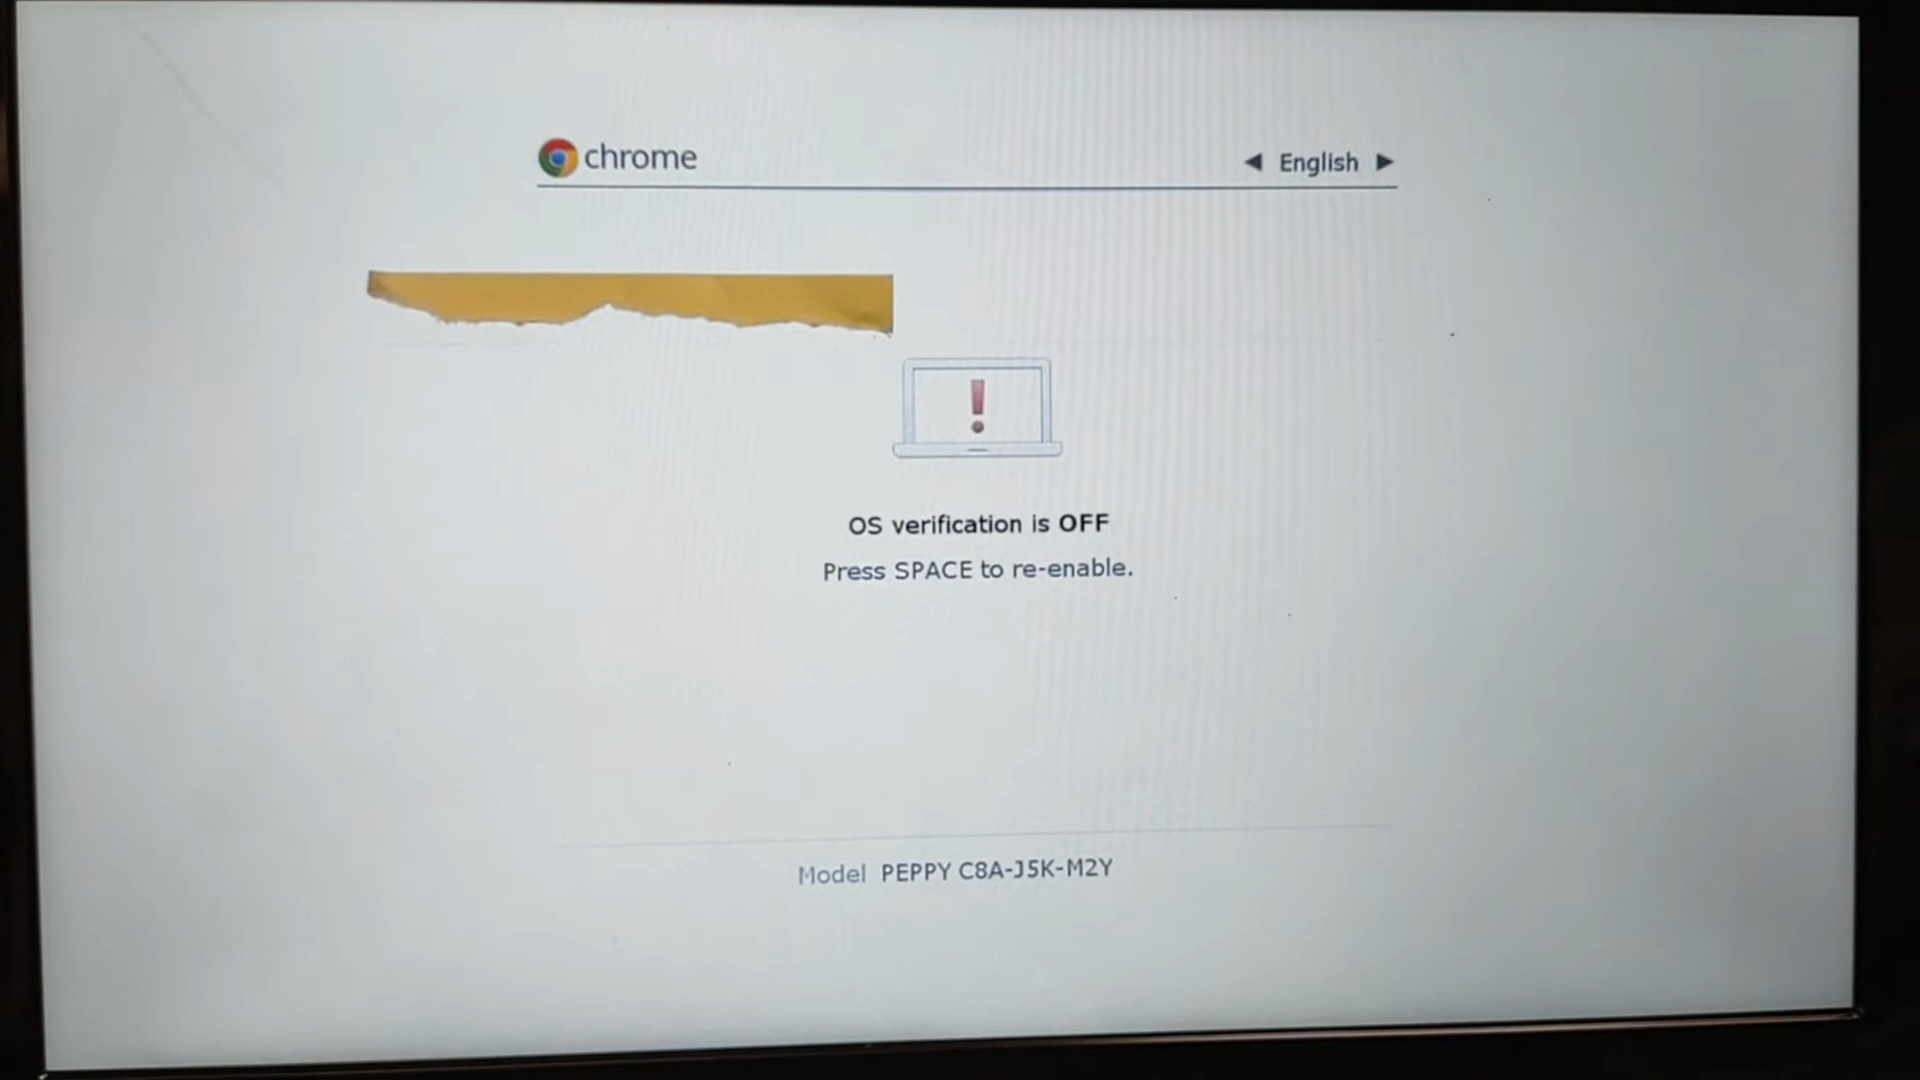 chrome
◀ English ▶
!
OS verification is OFF
Press SPACE to re-enable.
Model PEPPY C8A-J5K-M2Y